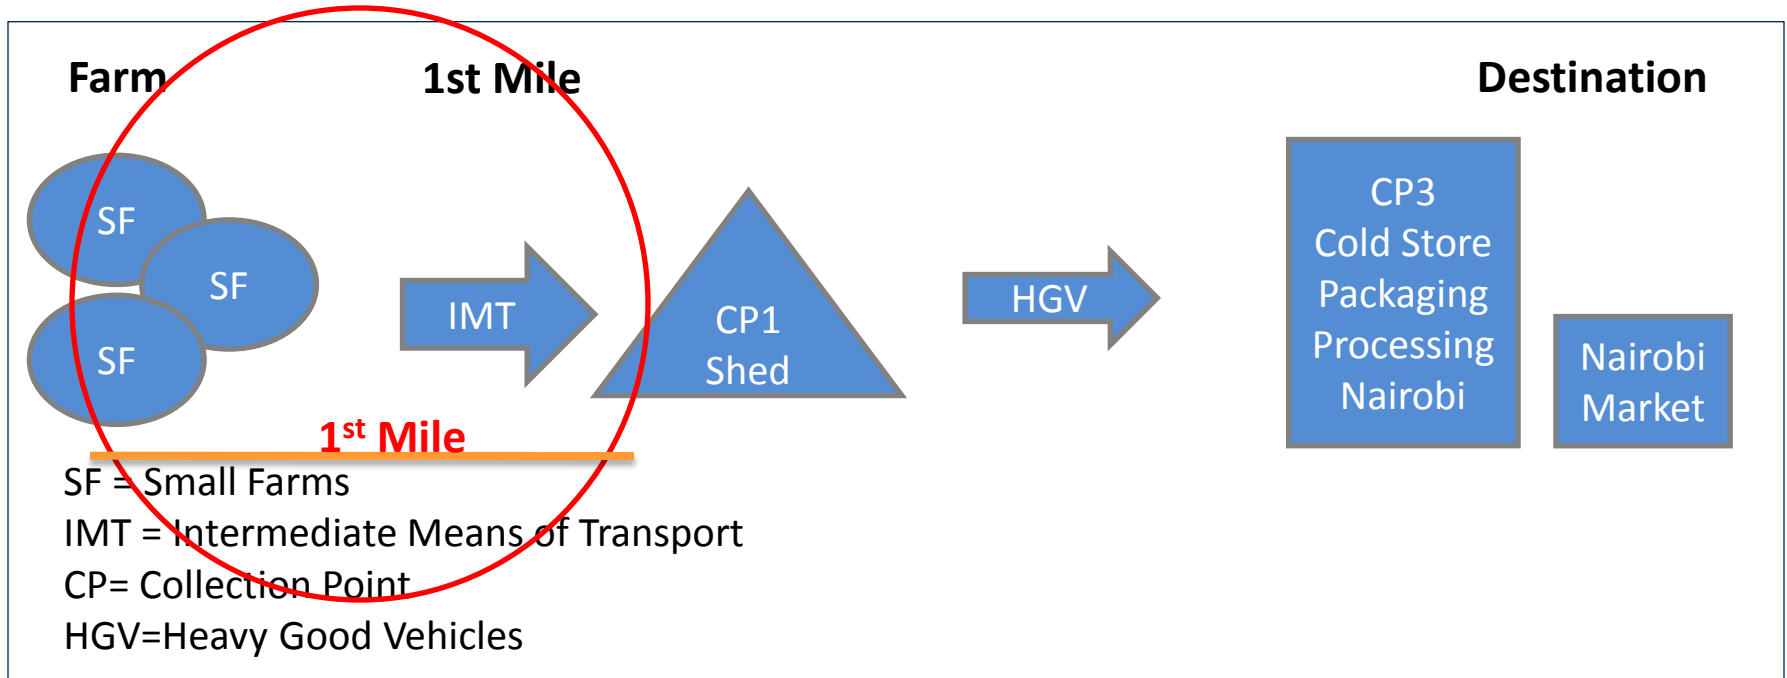 Farm
1st Mile
Destination
SF
SF
SF
IMT
CP1
Shed
HGV
CP3
Cold Store
Packaging
Processing
Nairobi
Nairobi
Market
1st Mile
SF = Small Farms
IMT = Intermediate Means of Transport
CP= Collection Point
HGV=Heavy Good Vehicles